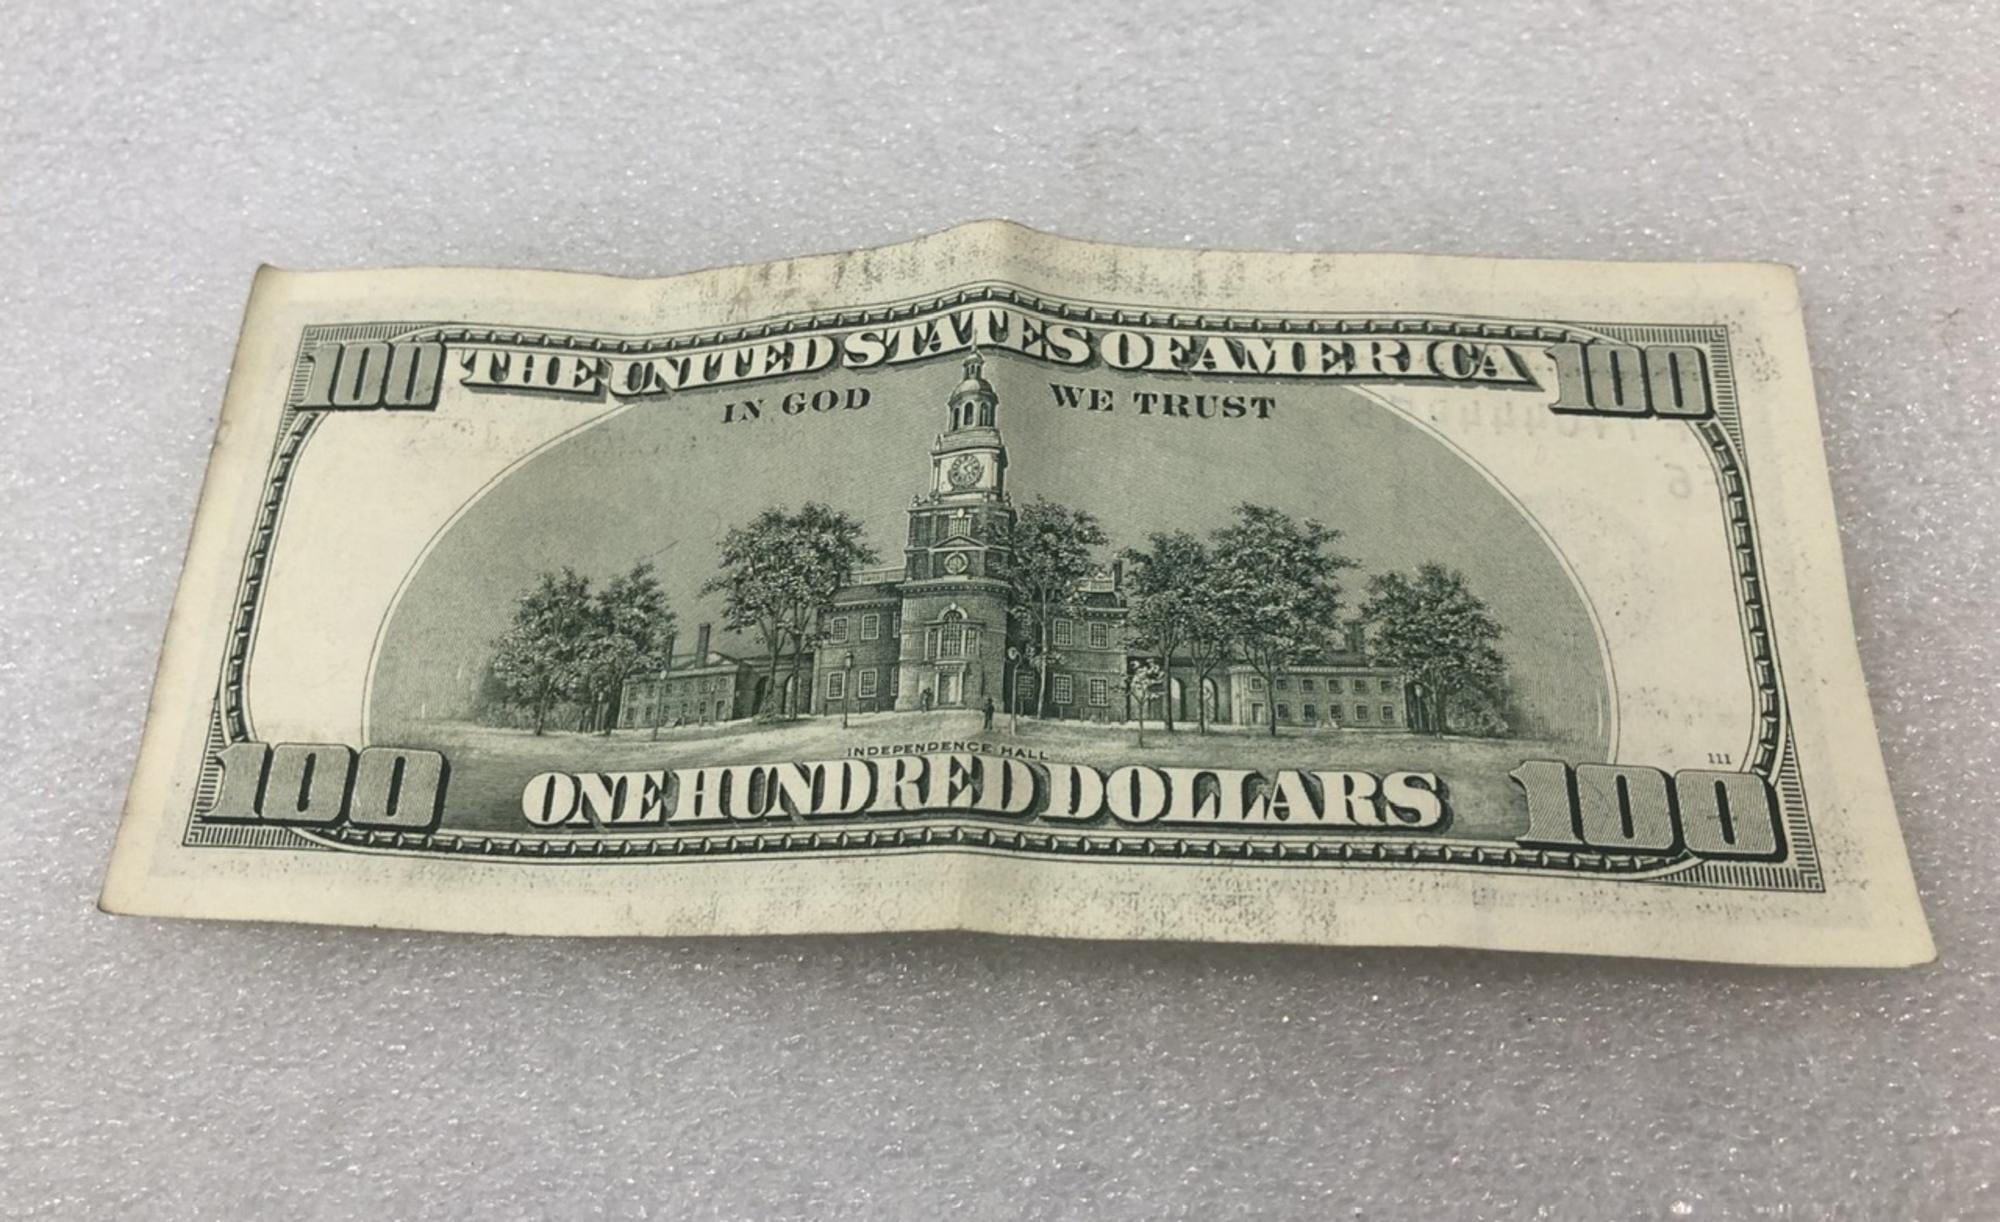 100 THE UNITED STATES OF AMERICA 100
IN GOD WE TRUST
INDEPENDENCE HALL
111
100 ONE HUNDRED DOLLARS 100